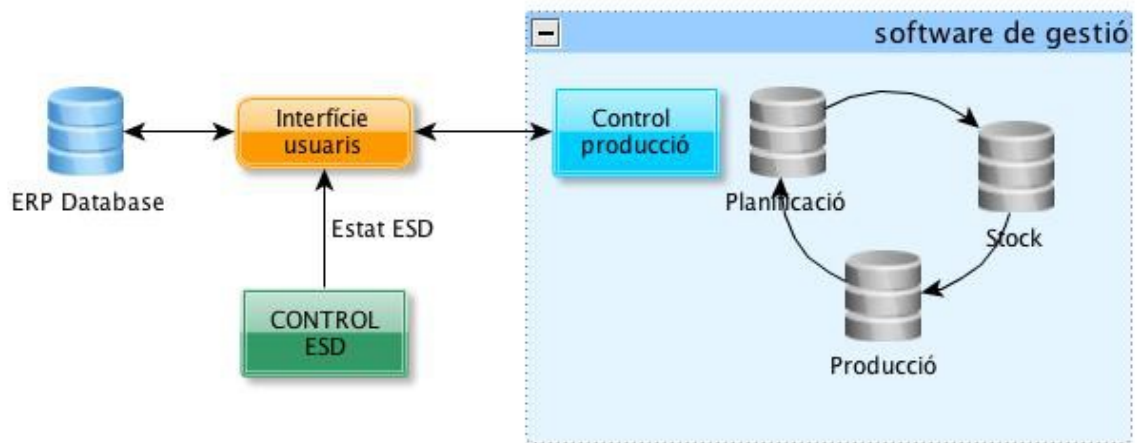 software de gestió
Interfície
usuaris
Control
producció
ERP Database
Planificació
Estat ESD
Stock
CONTROL
ESD
Producció